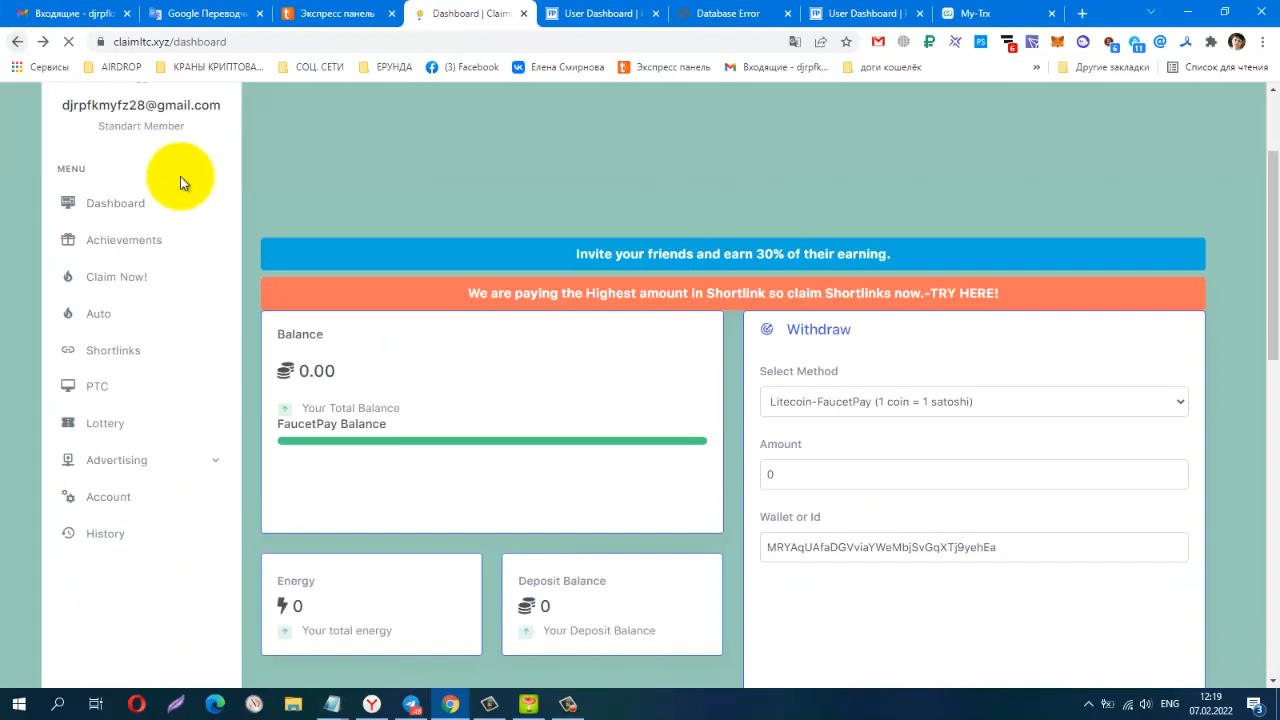 Входящие - djrpfk
Google Переводч
Экспресс панель
Dashboard | Claim
User Dashboard |
Database Error
User Dashboard |
My-Trx
claimltc.xyz/dashboard
Сервисы
AIRDROP
КРАНЫ КРИПТОВА...
СОЦ. СЕТИ
ЕРУНДА
(3) Facebook
Елена Смирнова
Экспресс панель
Входящие - djrpfk...
доги кошелёк
»
Другие закладки
Список для чтения
6
6
11
djrpfkmyfz28@gmail.com
Standart Member
MENU
Dashboard
Achievements
Claim Now!
Auto
Shortlinks
PTC
Lottery
Advertising
Account
History
Invite your friends and earn 30% of their earning.
We are paying the Highest amount in Shortlink so claim Shortlinks now.-TRY HERE!
Balance
0.00
Your Total Balance
FaucetPay Balance
Energy
0
Your total energy
Deposit Balance
0
Your Deposit Balance
Withdraw
Select Method
Litecoin-FaucetPay (1 coin = 1 satoshi)
Amount
0
Wallet or Id
MRYAqUAfaDGVviaYWeMbjSvGqXTj9yehEa
ENG
12:19
07.02.2022
3